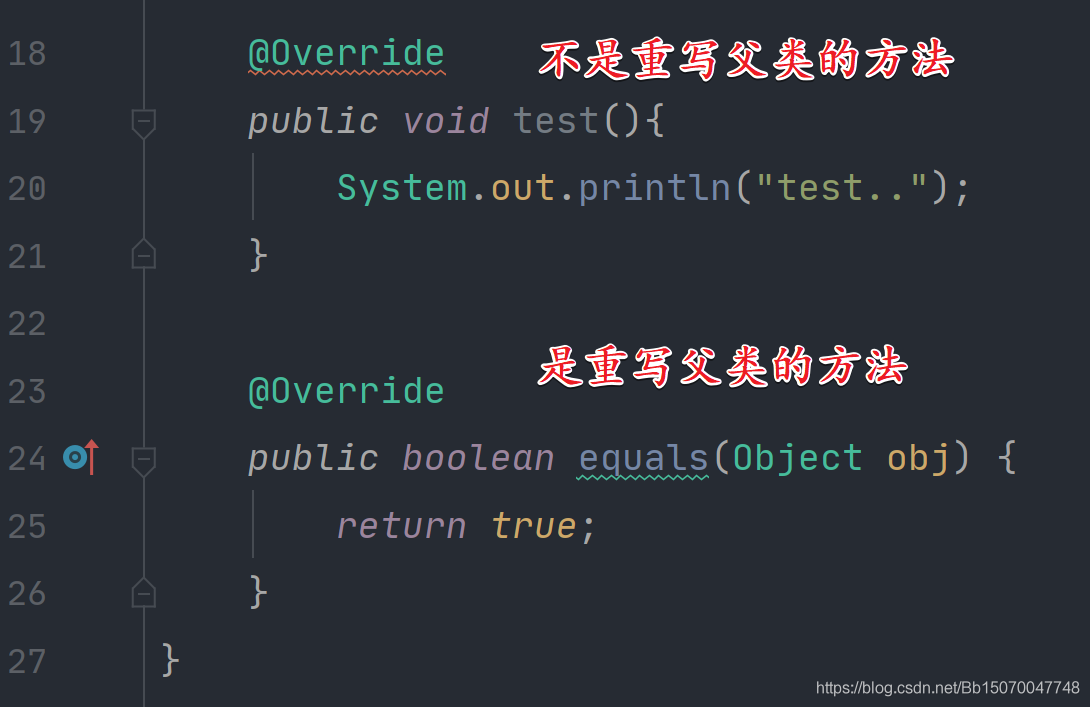 18 @Override 不是重写父类的方法
19 public void test(){
20 System.out.println("test..");
21 }
22
23 @Override 是重写父类的方法
24 public boolean equals(Object obj) {
25 return true;
26 }
27 }
https://blog.csdn.net/Bb15070047748